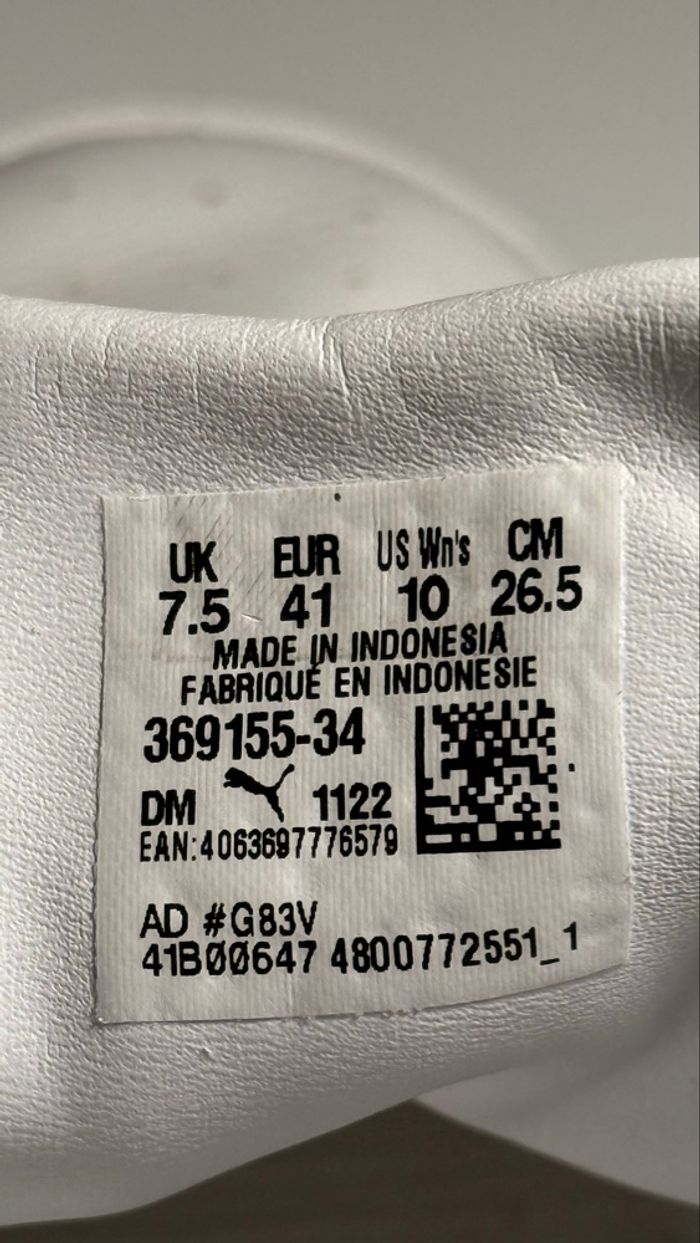 UK EUR US Wn's CM
7.5 41 10 26.5
MADE IN INDONESIA
FABRIQUÉ EN INDONESIE
369155-34
DM 1122
EAN:4063697776579
AD #G83V
41BØØ647 4800772551_1